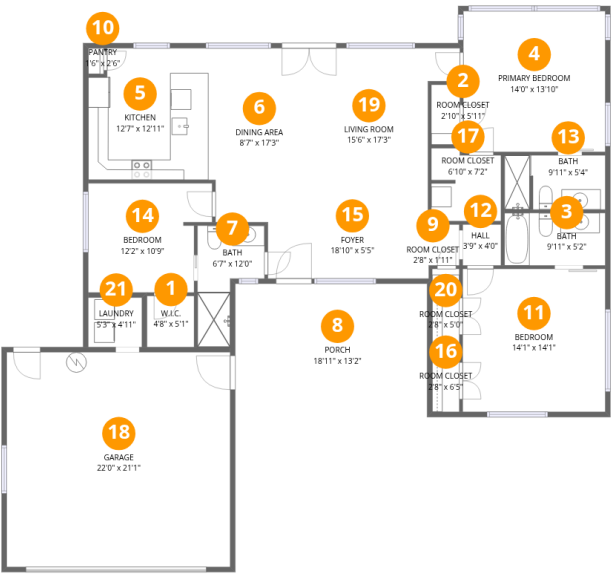 10
PANTRY
1'6" x 2'6"
5
KITCHEN
12'7" x 12'11"
6
DINING AREA
8'7" x 17'3"
19
LIVING ROOM
15'6" x 17'3"
2
ROOM CLOSET
2'10" x 5'11"
4
PRIMARY BEDROOM
14'0" x 13'10"
17
ROOM CLOSET
6'10" x 7'2"
13
BATH
9'11" x 5'4"
14
BEDROOM
12'2" x 10'9"
7
BATH
6'7" x 12'0"
15
FOYER
18'10" x 5'5"
9
ROOM CLOSET
2'8" x 1'11"
12
HALL
3'9" x 4'0"
3
BATH
9'11" x 5'2"
21
LAUNDRY
5'3" x 4'11"
1
W.I.C.
4'8" x 5'1"
8
PORCH
18'11" x 13'2"
20
ROOM CLOSET
2'8" x 5'0"
11
BEDROOM
14'1" x 14'1"
16
ROOM CLOSET
2'8" x 6'5"
18
GARAGE
22'0" x 21'1"